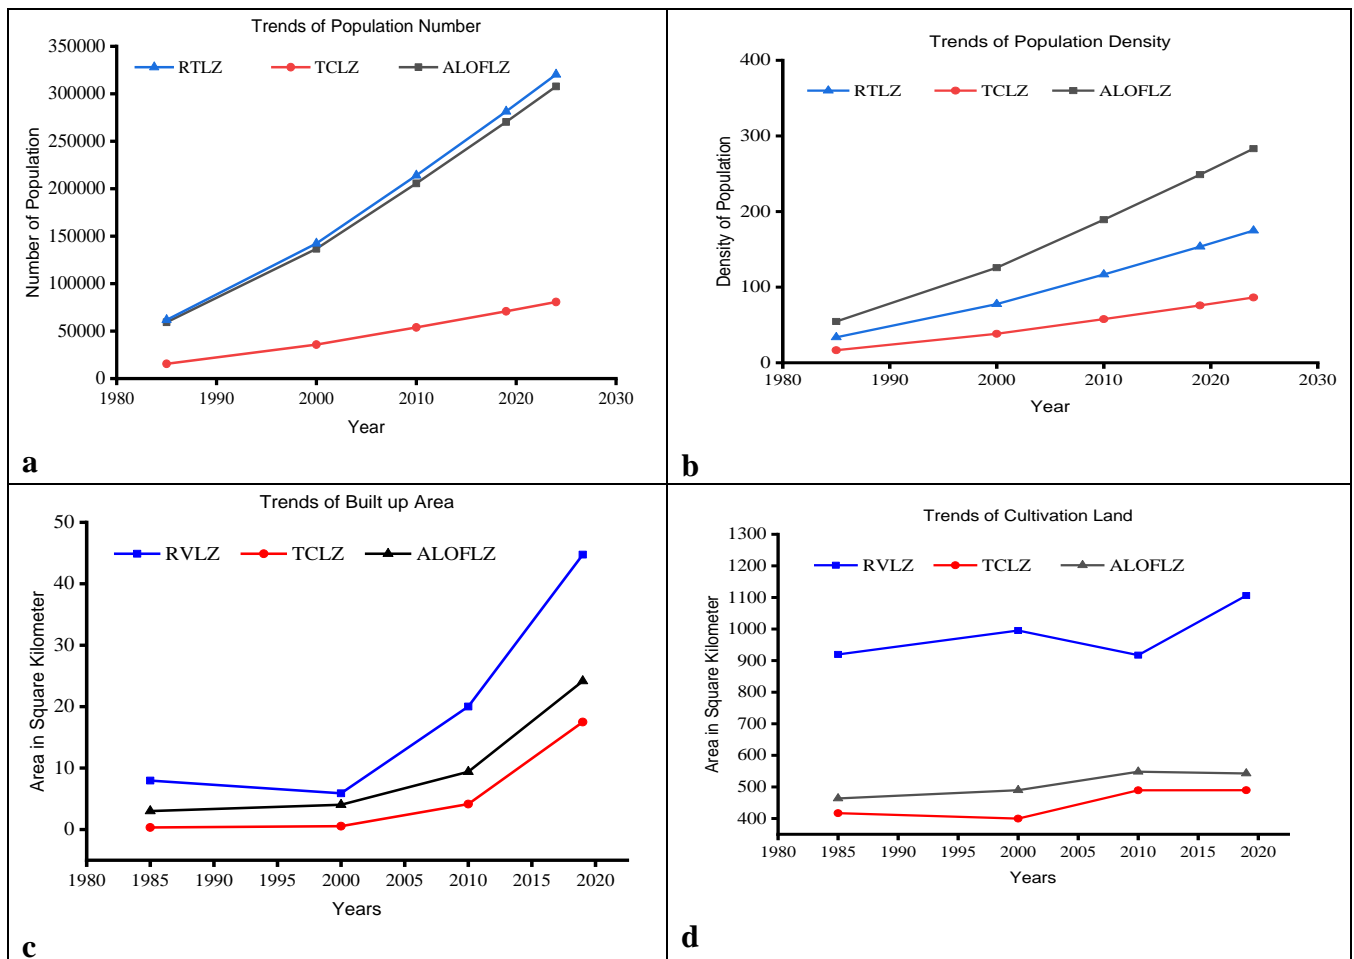 Trends of Population Number
350000
300000
250000
200000
150000
100000
50000
0
Number of Population
RTLZ TCLZ ALOFLZ
1980 1990 2000 2010 2020 2030
Year
a
Trends of Population Density
400
300
200
100
0
Density of Population
RTLZ TCLZ ALOFLZ
1980 1990 2000 2010 2020 2030
Year
b
Trends of Built up Area
50
40
30
20
10
0
Area in Square Kilometer
RVLZ TCLZ ALOFLZ
1980 1985 1990 1995 2000 2005 2010 2015 2020
Years
c
Trends of Cultivation Land
1300
1200
1100
1000
900
800
700
600
500
400
Area in Square Kilometer
RVLZ TCLZ ALOFLZ
1980 1985 1990 1995 2000 2005 2010 2015 2020
Years
d